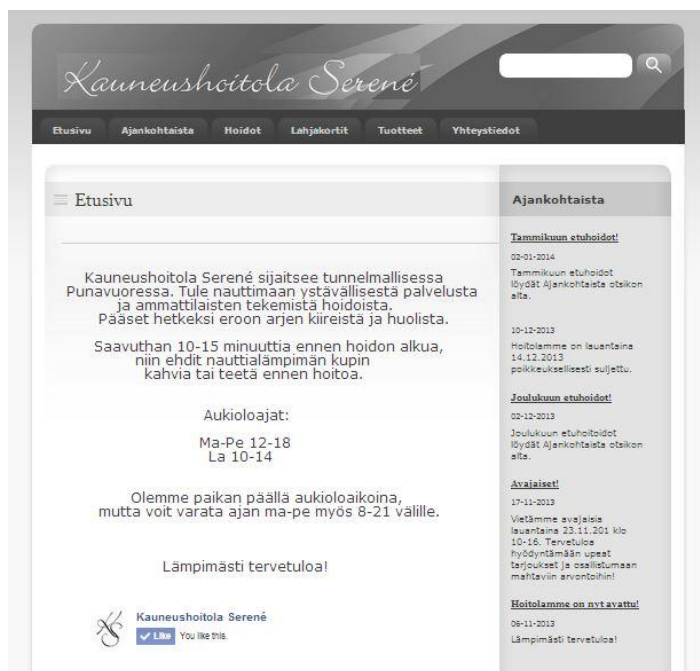 Kauneushoitola Serené
Etusivu Ajankohtaista Hoidot Lahjakortit Tuotteet Yhteystiedot
Etusivu
Kauneushoitola Serené sijaitsee tunnelmallisessa
Punavuoressa. Tule nauttimaan ystävällisestä palvelusta
ja ammattilaisten tekemistä hoidoista.
Pääset hetkeksi eroon arjen kiireistä ja huolista.
Saavuthan 10-15 minuuttia ennen hoidon alkua,
niin ehdit nauttialämpimän kupin
kahvia tai teetä ennen hoitoa.
Aukioloajat:
Ma-Pe 12-18
La 10-14
Olemme paikan päällä aukioloaikoina,
mutta voit varata ajan ma-pe myös 8-21 välille.
Lämpimästi tervetuloa!
Kauneushoitola Serené
Like You like this.
Ajankohtaista
Tammikuun etuhoidot!
02-01-2014
Tammikuun etuhoidot
löydät Ajankohtaista otsikon
alta.
10-12-2013
Hoitolamme on lauantaina
14.12.2013
poikkeuksellisesti suljettu.
Joulukuun etuhoidot!
02-12-2013
Joulukuun etuhoitoidot
löydät Ajankohtaista otsikon
alta.
Avajaiset!
17-11-2013
Vietämme avajaisia
lauantaina 23.11.201 klo
10-16. Tervetuloa
hyödyntämään upeat
tarjoukset ja osallistumaan
mahtaviin arvontoihin!
Hoitolamme on nyt avattu!
06-11-2013
Lämpimästi tervetuloa!